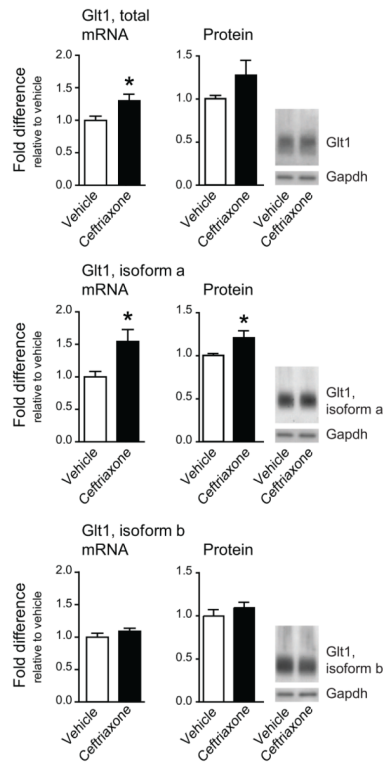 Glt1, total
mRNA
Protein
Fold difference
relative to vehicle
2.0
1.5
1.0
0.5
0.0
*
1.5
1.0
0.5
0.0
Vehicle
Ceftriaxone
Vehicle
Ceftriaxone
Glt1
Gapdh
Vehicle
Ceftriaxone
Glt1, isoform a
mRNA
Protein
Fold difference
relative to vehicle
2.0
1.5
1.0
0.5
0.0
*
1.5
1.0
0.5
0.0
*
Vehicle
Ceftriaxone
Vehicle
Ceftriaxone
Glt1,
isoform a
Gapdh
Vehicle
Ceftriaxone
Glt1, isoform b
mRNA
Protein
Fold difference
relative to vehicle
2.0
1.5
1.0
0.5
0.0
1.5
1.0
0.5
0.0
Vehicle
Ceftriaxone
Vehicle
Ceftriaxone
Glt1,
isoform b
Gapdh
Vehicle
Ceftriaxone